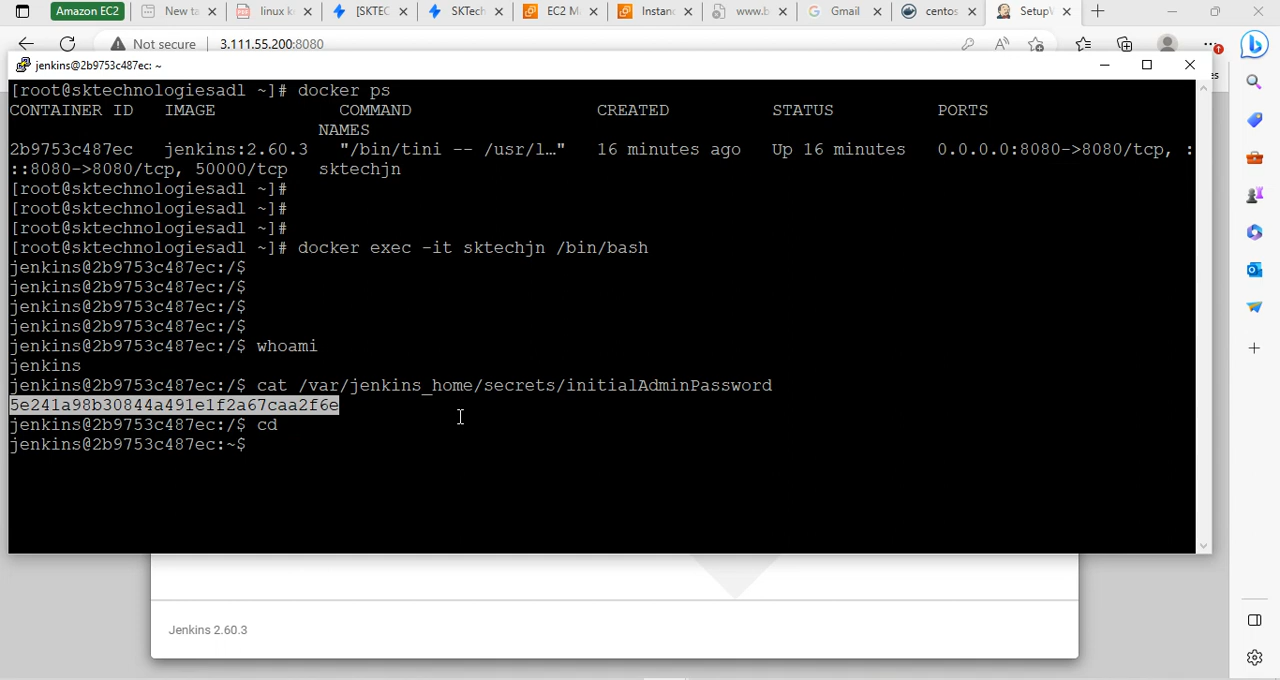 Amazon EC2
New ta
linux k
[SKTEC
SKTech
EC2 M
Instanc
www.b
Gmail
centos
SetupW
Not secure
3.111.55.200:8080
jenkins@2b9753c487ec: ~
[root@sktechnologiesadl ~]# docker ps
CONTAINER ID IMAGE COMMAND CREATED STATUS PORTS
NAMES
2b9753c487ec jenkins:2.60.3 "/bin/tini -- /usr/l…" 16 minutes ago Up 16 minutes 0.0.0.0:8080->8080/tcp, :
::8080->8080/tcp, 50000/tcp sktechjn
[root@sktechnologiesadl ~]#
[root@sktechnologiesadl ~]#
[root@sktechnologiesadl ~]#
[root@sktechnologiesadl ~]# docker exec -it sktechjn /bin/bash
jenkins@2b9753c487ec:/$
jenkins@2b9753c487ec:/$
jenkins@2b9753c487ec:/$
jenkins@2b9753c487ec:/$
jenkins@2b9753c487ec:/$ whoami
jenkins
jenkins@2b9753c487ec:/$ cat /var/jenkins_home/secrets/initialAdminPassword
5e241a98b30844a491e1f2a67caa2f6e
jenkins@2b9753c487ec:/$ cd
jenkins@2b9753c487ec:~$
Jenkins 2.60.3